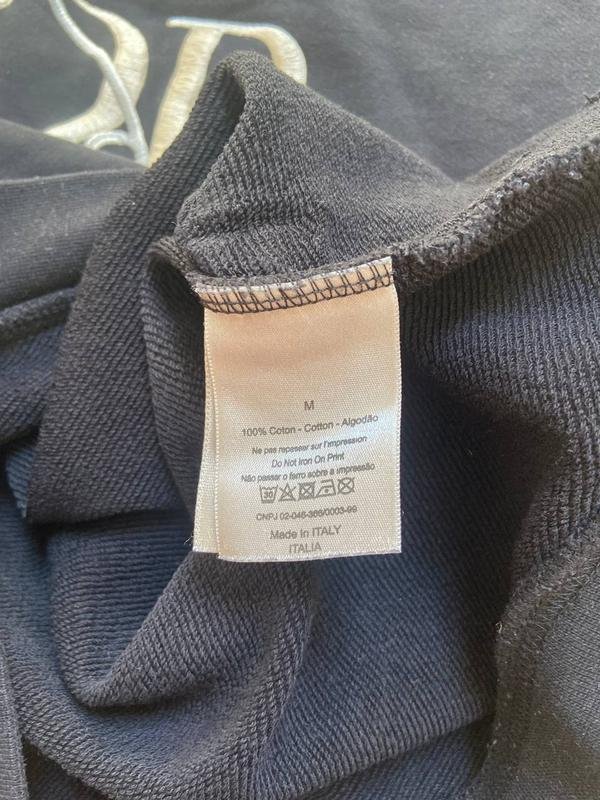 M
100% Coton - Cotton - Algodão
Ne pas repasser sur l'impression
Do Not Iron On Print
Não passar o ferro sobre a impressão
30
CNPJ 02-046-366/0003-99
Made in ITALY
ITALIA